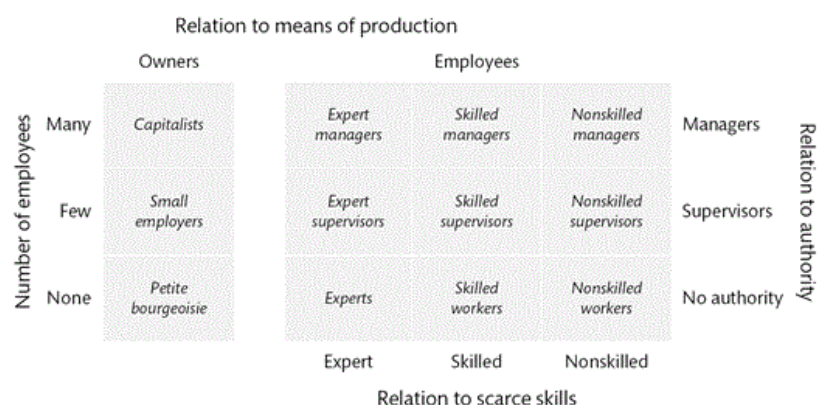 Relation to means of production
Owners
Employees
Number of employees
Many
Capitalists
Expert
managers
Skilled
managers
Nonskilled
managers
Managers
Few
Small
employers
Expert
supervisors
Skilled
supervisors
Nonskilled
supervisors
Supervisors
None
Petite
bourgeoisie
Experts
Skilled
workers
Nonskilled
workers
No authority
Relation to authority
Expert
Skilled
Nonskilled
Relation to scarce skills